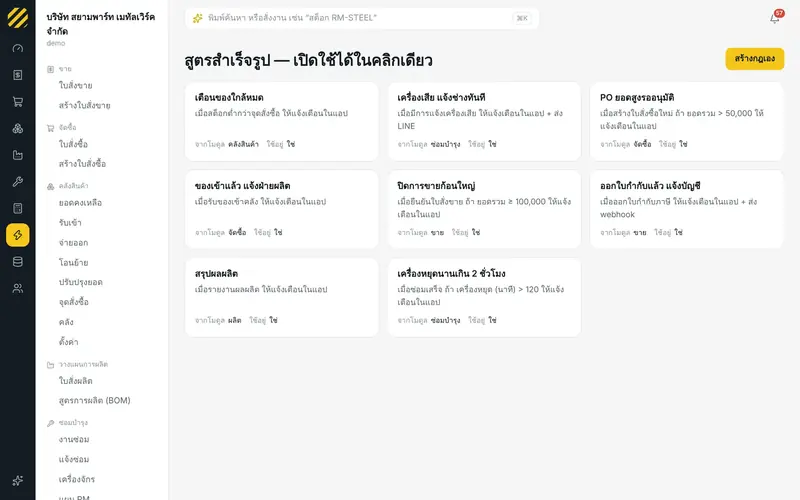 บริษัท สยามพาร์ท เมทัลเวิร์ค
จำกัด
demo
ขาย
ใบสั่งขาย
สร้างใบสั่งขาย
จัดซื้อ
ใบสั่งซื้อ
สร้างใบสั่งซื้อ
คลังสินค้า
ยอดคงเหลือ
รับเข้า
จ่ายออก
โอนย้าย
ปรับปรุงยอด
จุดสั่งซื้อ
คลัง
ตั้งค่า
วางแผนการผลิต
ใบสั่งผลิต
สูตรการผลิต (BOM)
ซ่อมบำรุง
งานซ่อม
แจ้งซ่อม
เครื่องจักร
แผน PM
พิมพ์ค้นหา หรือสั่งงาน เช่น "สต็อก RM-STEEL"
⌘K
57
สูตรสำเร็จรูป — เปิดใช้ได้ในคลิกเดียว
สร้างกฎเอง
เตือนของใกล้หมด
เมื่อสต็อกต่ำกว่าจุดสั่งซื้อ ให้แจ้งเตือนในแอป
จากโมดูล คลังสินค้า ใช้อยู่ ใช่
เครื่องเสีย แจ้งช่างทันที
เมื่อมีการแจ้งเครื่องเสีย ให้แจ้งเตือนในแอป + ส่ง
LINE
จากโมดูล ซ่อมบำรุง ใช้อยู่ ใช่
PO ยอดสูงรออนุมัติ
เมื่อสร้างใบสั่งซื้อใหม่ ถ้า ยอดรวม > 50,000 ให้
แจ้งเตือนในแอป
จากโมดูล จัดซื้อ ใช้อยู่ ใช่
ของเข้าแล้ว แจ้งฝ่ายผลิต
เมื่อรับของเข้าคลัง ให้แจ้งเตือนในแอป
จากโมดูล จัดซื้อ ใช้อยู่ ใช่
ปิดการขายก้อนใหญ่
เมื่อยืนยันใบสั่งขาย ถ้า ยอดรวม ≥ 100,000 ให้แจ้ง
เตือนในแอป
จากโมดูล ขาย ใช้อยู่ ใช่
ออกใบกำกับแล้ว แจ้งบัญชี
เมื่อออกใบกำกับภาษี ให้แจ้งเตือนในแอป + ส่ง
webhook
จากโมดูล ขาย ใช้อยู่ ใช่
สรุปผลผลิต
เมื่อรายงานผลผลิต ให้แจ้งเตือนในแอป
จากโมดูล ผลิต ใช้อยู่ ใช่
เครื่องหยุดนานเกิน 2 ชั่วโมง
เมื่อซ่อมเสร็จ ถ้า เครื่องหยุด (นาที) > 120 ให้แจ้ง
เตือนในแอป
จากโมดูล ซ่อมบำรุง ใช้อยู่ ใช่